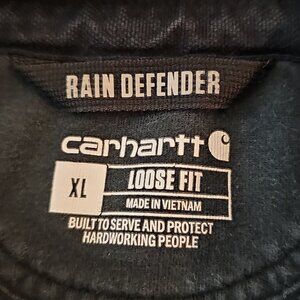 RAIN DEFENDER
carhartt
XL
LOOSE FIT
MADE IN VIETNAM
BUILT TO SERVE AND PROTECT
HARDWORKING PEOPLE